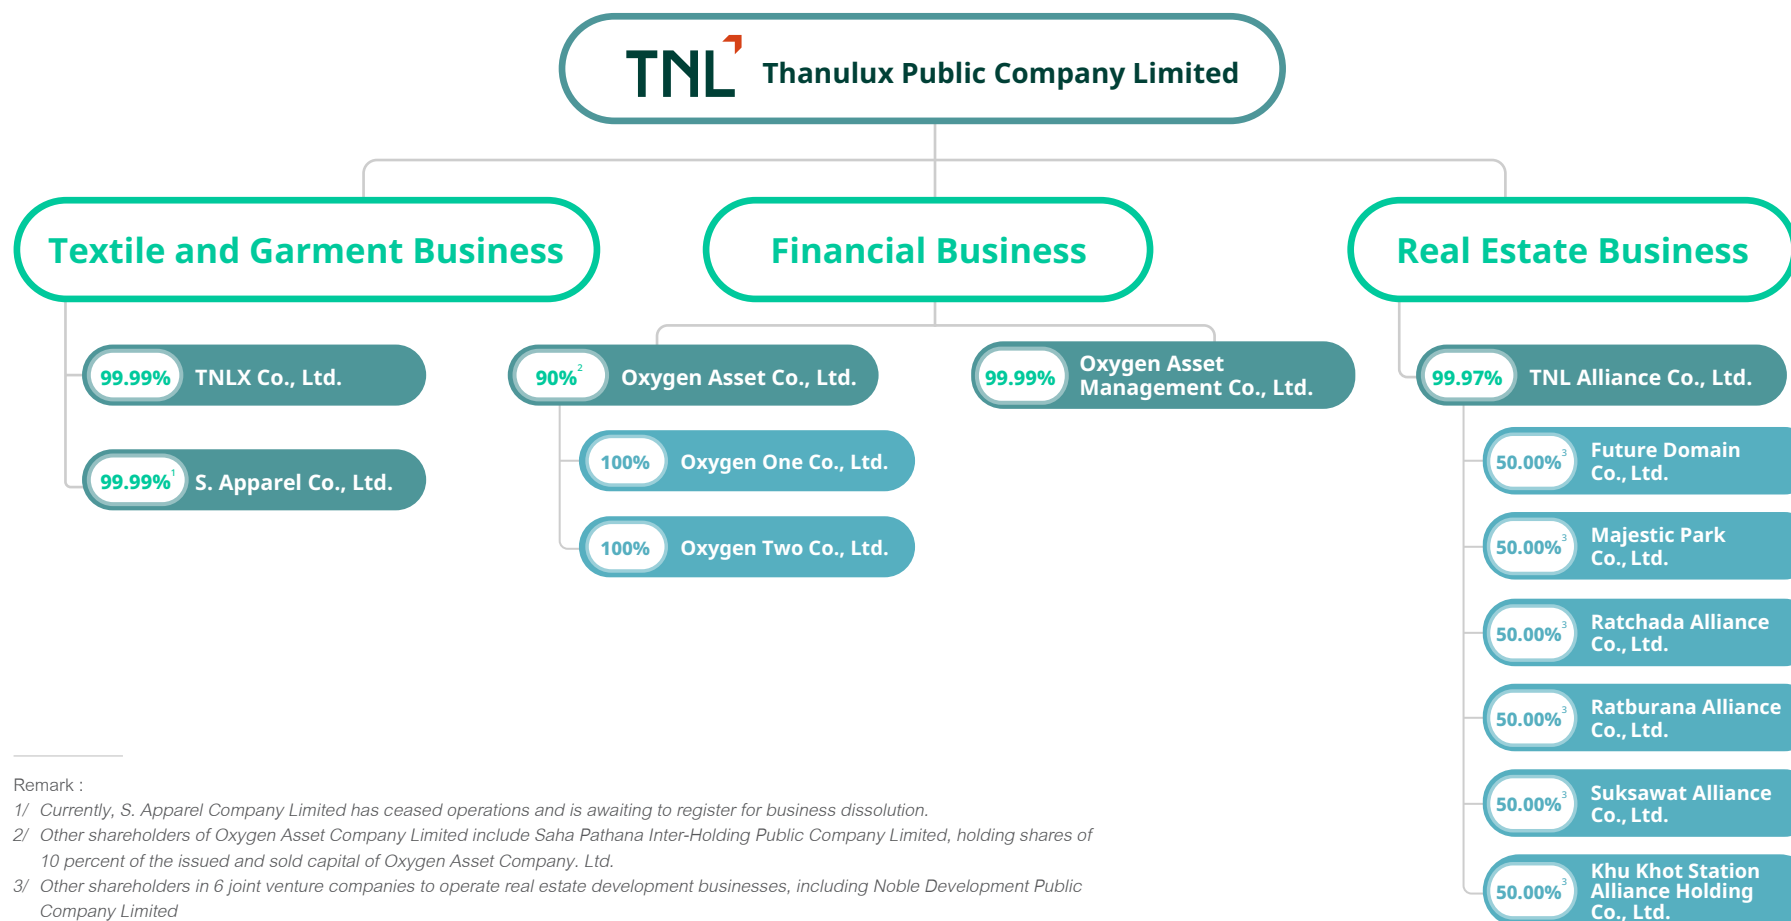 TNL Thanulux Public Company Limited
Textile and Garment Business
Financial Business
Real Estate Business
99.99% TNLX Co., Ltd.
99.99%1 S. Apparel Co., Ltd.
90%2 Oxygen Asset Co., Ltd.
100% Oxygen One Co., Ltd.
100% Oxygen Two Co., Ltd.
99.99% Oxygen Asset
Management Co., Ltd.
99.97% TNL Alliance Co., Ltd.
50.00%3 Future Domain
Co., Ltd.
50.00%3 Majestic Park
Co., Ltd.
50.00%3 Ratchada Alliance
Co., Ltd.
50.00%3 Ratburana Alliance
Co., Ltd.
50.00%3 Suksawat Alliance
Co., Ltd.
50.00%3 Khu Khot Station
Alliance Holding
Co., Ltd.
Remark :
1/ Currently, S. Apparel Company Limited has ceased operations and is awaiting to register for business dissolution.
2/ Other shareholders of Oxygen Asset Company Limited include Saha Pathana Inter-Holding Public Company Limited, holding shares of
10 percent of the issued and sold capital of Oxygen Asset Company. Ltd.
3/ Other shareholders in 6 joint venture companies to operate real estate development businesses, including Noble Development Public
Company Limited